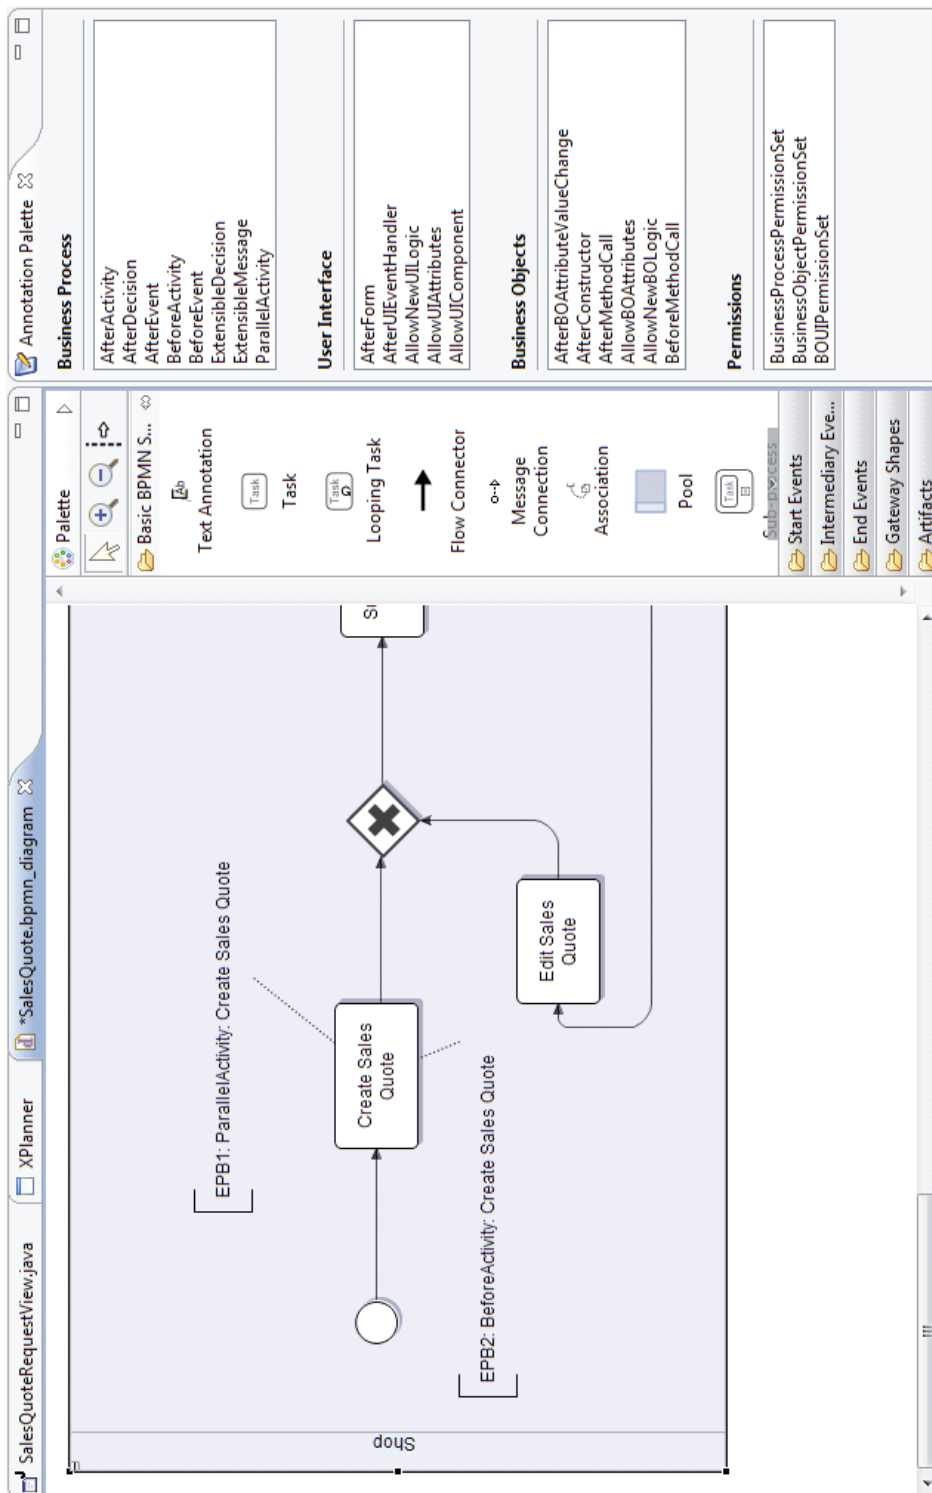 SalesQuoteRequestView.java
XPlanner
*SalesQuote.bpmn_diagram
Shop
EPB1: ParallelActivity: Create Sales Quote
Create Sales
Quote
EPB2: BeforeActivity: Create Sales Quote
Edit Sales
Quote
Palette
Basic BPMN S...
Ab
Text Annotation
Task
Task
Task
Looping Task
Flow Connector
Message
Connection
Association
Pool
Task
Sub-process
Start Events
Intermediary Eve...
End Events
Gateway Shapes
Artifacts
Annotation Palette
Business Process
AfterActivity
AfterDecision
AfterEvent
BeforeActivity
BeforeEvent
ExtensibleDecision
ExtensibleMessage
ParallelActivity
User Interface
AfterForm
AfterUIEventHandler
AllowNewUILogic
AllowUIAttributes
AllowUIComponent
Business Objects
AfterBOAttributeValueChange
AfterConstructor
AfterMethodCall
AllowBOAttributes
AllowNewBOLogic
BeforeMethodCall
Permissions
BusinessProcessPermissionSet
BusinessObjectPermissionSet
BOUIPermissionSet